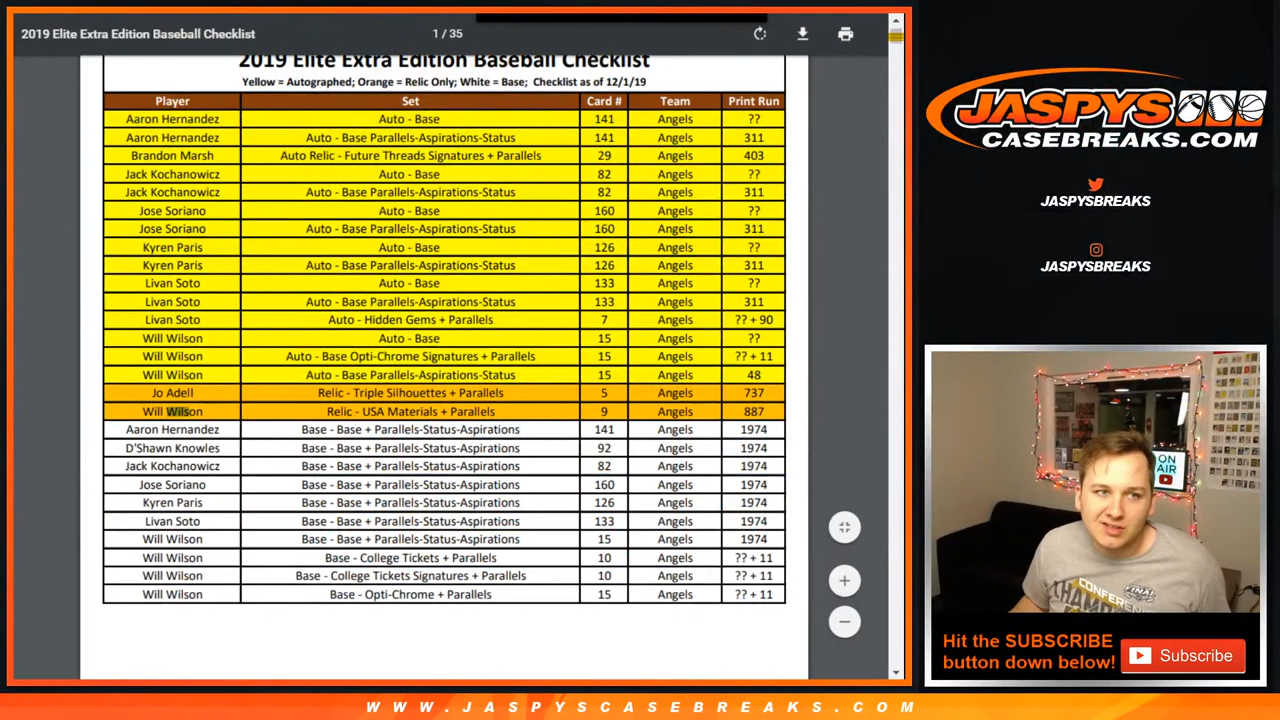 2019 Elite Extra Edition Baseball Checklist
1 / 35
2019 Elite Extra Edition Baseball Checklist
Yellow = Autographed; Orange = Relic Only; White = Base; Checklist as of 12/1/19
Player Set Card # Team Print Run
Aaron Hernandez Auto - Base 141 Angels ??
Aaron Hernandez Auto - Base Parallels-Aspirations-Status 141 Angels 311
Brandon Marsh Auto Relic - Future Threads Signatures + Parallels 29 Angels 403
Jack Kochanowicz Auto - Base 82 Angels ??
Jack Kochanowicz Auto - Base Parallels-Aspirations-Status 82 Angels 311
Jose Soriano Auto - Base 160 Angels ??
Jose Soriano Auto - Base Parallels-Aspirations-Status 160 Angels 311
Kyren Paris Auto - Base 126 Angels ??
Kyren Paris Auto - Base Parallels-Aspirations-Status 126 Angels 311
Livan Soto Auto - Base 133 Angels ??
Livan Soto Auto - Base Parallels-Aspirations-Status 133 Angels 311
Livan Soto Auto - Hidden Gems + Parallels 7 Angels ?? + 90
Will Wilson Auto - Base 15 Angels ??
Will Wilson Auto - Base Opti-Chrome Signatures + Parallels 15 Angels ?? + 11
Will Wilson Auto - Base Parallels-Aspirations-Status 15 Angels 48
Jo Adell Relic - Triple Silhouettes + Parallels 5 Angels 737
Will Wilson Relic - USA Materials + Parallels 9 Angels 887
Aaron Hernandez Base - Base + Parallels-Status-Aspirations 141 Angels 1974
D'Shawn Knowles Base - Base + Parallels-Status-Aspirations 92 Angels 1974
Jack Kochanowicz Base - Base + Parallels-Status-Aspirations 82 Angels 1974
Jose Soriano Base - Base + Parallels-Status-Aspirations 160 Angels 1974
Kyren Paris Base - Base + Parallels-Status-Aspirations 126 Angels 1974
Livan Soto Base - Base + Parallels-Status-Aspirations 133 Angels 1974
Will Wilson Base - Base + Parallels-Status-Aspirations 15 Angels 1974
Will Wilson Base - College Tickets + Parallels 10 Angels ?? + 11
Will Wilson Base - College Tickets Signatures + Parallels 10 Angels ?? + 11
Will Wilson Base - Opti-Chrome + Parallels 15 Angels ?? + 11
JASPYS
CASEBREAKS.COM
JASPYSBREAKS
JASPYSBREAKS
ON
AIR
CONFERENCE
FINAL
Hit the SUBSCRIBE
button down below!
Subscribe
WWW.JASPYSCASEBREAKS.COM